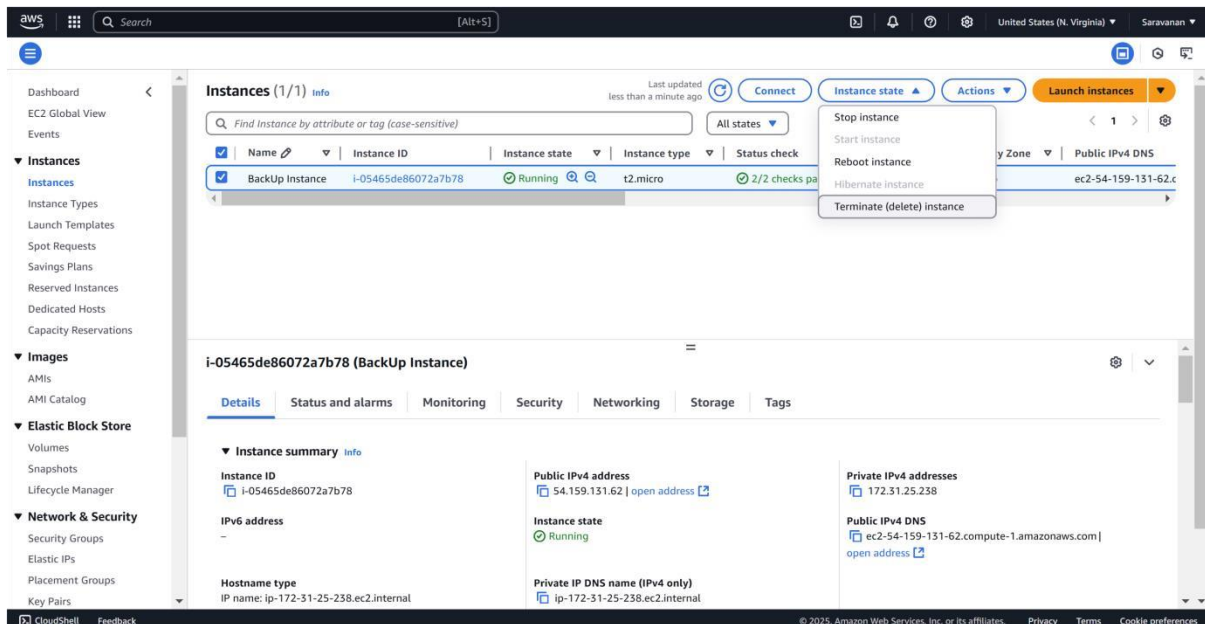 aws
Search [Alt+S] United States (N. Virginia) ▼ Saravanan ▼
Dashboard
EC2 Global View
Events
▼ Instances
Instances
Instance Types
Launch Templates
Spot Requests
Savings Plans
Reserved Instances
Dedicated Hosts
Capacity Reservations
▼ Images
AMIs
AMI Catalog
▼ Elastic Block Store
Volumes
Snapshots
Lifecycle Manager
▼ Network & Security
Security Groups
Elastic IPs
Placement Groups
Key Pairs
Instances (1/1) Info
Last updated
less than a minute ago
Connect Instance state ▲ Actions ▼ Launch instances ▼
Find Instance by attribute or tag (case-sensitive) All states ▼ < 1 >
Stop instance
Start instance
Reboot instance
Hibernate instance
Terminate (delete) instance
Name Instance ID Instance state Instance type Status check y Zone Public IPv4 DNS
BackUp Instance i-05465de86072a7b78 Running t2.micro 2/2 checks pa ec2-54-159-131-62.c
i-05465de86072a7b78 (BackUp Instance)
Details Status and alarms Monitoring Security Networking Storage Tags
▼ Instance summary Info
Instance ID
i-05465de86072a7b78
Public IPv4 address
54.159.131.62 | open address
Private IPv4 addresses
172.31.25.238
IPv6 address
–
Instance state
Running
Public IPv4 DNS
ec2-54-159-131-62.compute-1.amazonaws.com |
open address
Hostname type
IP name: ip-172-31-25-238.ec2.internal
Private IP DNS name (IPv4 only)
ip-172-31-25-238.ec2.internal
CloudShell Feedback © 2025, Amazon Web Services, Inc. or its affiliates. Privacy Terms Cookie preferences